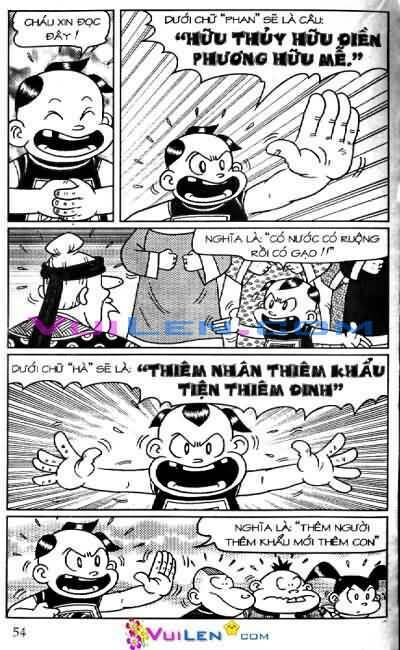 CHÁU XIN ĐỌC
ĐÂY !
DƯỚI CHỮ "PHAN" SẼ LÀ CÂU:
"HỮU THỦY HỮU ĐIỀN
PHƯƠNG HỮU MỄ."
NGHĨA LÀ: "CÓ NƯỚC CÓ RUỘNG
RỒI CÓ GẠO !!"
VUILEN.COM
DƯỚI CHỮ "HÀ" SẼ LÀ: "THIÊM NHÂN THIÊM KHẨU
TIỆN THIÊM ĐINH"
NGHĨA LÀ: "THÊM NGƯỜI
THÊM KHẨU MỚI THÊM CON"
54
VUILEN.COM